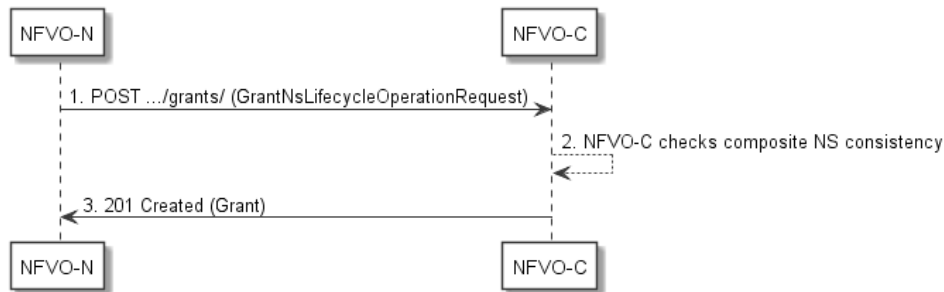 NFVO-N NFVO-C
1. POST .../grants/ (GrantNsLifecycleOperationRequest)
2. NFVO-C checks composite NS consistency
3. 201 Created (Grant)
NFVO-N NFVO-C